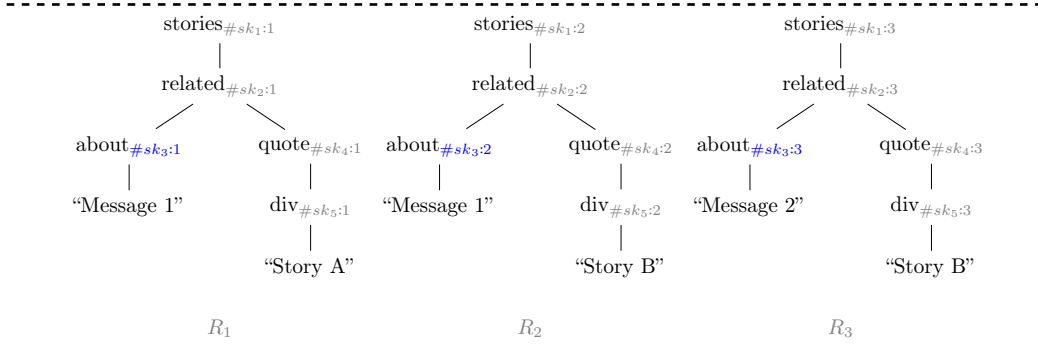 stories#sk₁:1 stories#sk₁:2 stories#sk₁:3
related#sk₂:1 related#sk₂:2 related#sk₂:3
about#sk₃:1 quote#sk₄:1 about#sk₃:2 quote#sk₄:2 about#sk₃:3 quote#sk₄:3
“Message 1” div#sk₅:1 “Message 1” div#sk₅:2 “Message 2” div#sk₅:3
“Story A” “Story B” “Story B”
R₁ R₂ R₃